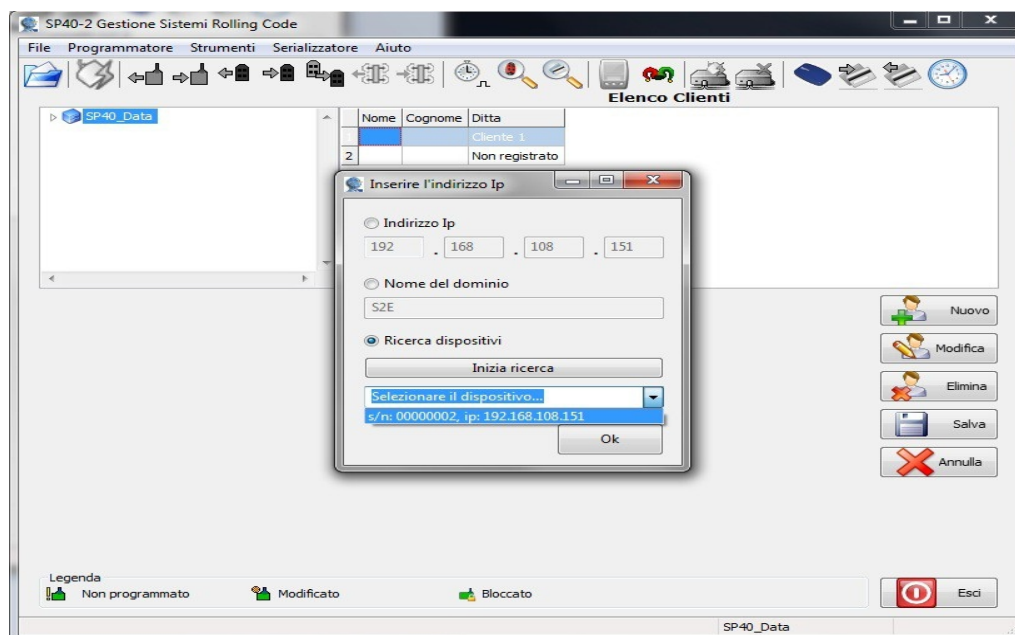 SP40-2 Gestione Sistemi Rolling Code
File Programmatore Strumenti Serializzatore Aiuto
Elenco Clienti
SP40_Data
Nome Cognome Ditta
Cliente 1
2 Non registrato
Inserire l'indirizzo Ip
Indirizzo Ip
192 . 168 . 108 . 151
Nome del dominio
S2E
Ricerca dispositivi
Inizia ricerca
Selezionare il dispositivo...
s/n: 00000002, ip: 192.168.108.151
Ok
Nuovo
Modifica
Elimina
Salva
Annulla
Legenda
Non programmato Modificato Bloccato
Esci
SP40_Data